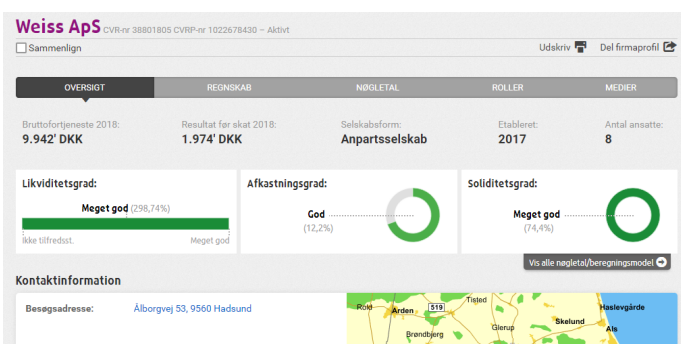 Weiss ApS CVR-nr 38801805 CVRP-nr 1022678430 – Aktivt
Sammenlign
Udskriv
Del firmaprofil
OVERSIGT REGNSKAB NØGLETAL ROLLER MEDIER
Bruttofortjeneste 2018: Resultat før skat 2018: Selskabsform: Etableret: Antal ansatte:
9.942' DKK 1.974' DKK Anpartsselskab 2017 8
Likviditetsgrad: Afkastningsgrad: Soliditetsgrad:
Meget god (298,74%)
Ikke tilfredsst. Meget god
God
(12,2%)
Meget god
(74,4%)
Vis alle nøgletal/beregningsmodel
Kontaktinformation
Besøgsadresse: Ålborgvej 53, 9560 Hadsund
Rold
Arden
519
Tisted
Haslevgårde
Brøndbjerg
Glerup
Skelund
Als